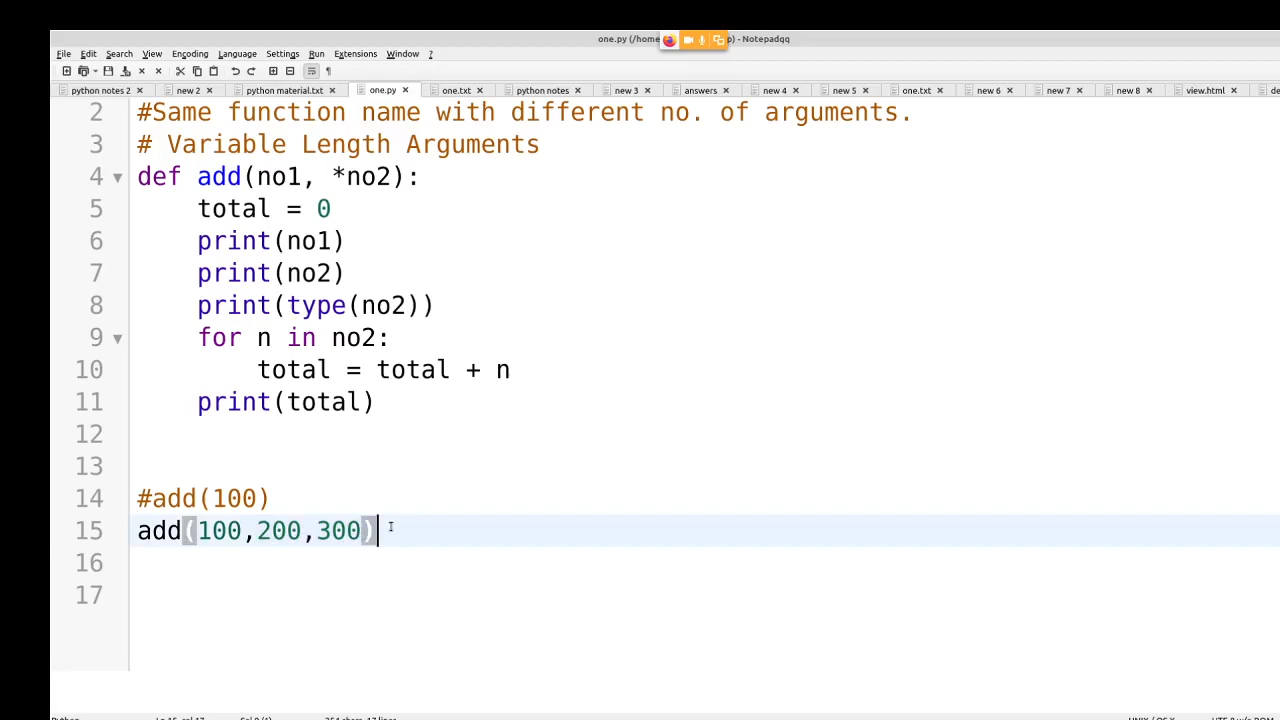 one.py (/home p) - Notepadqq
File Edit Search View Encoding Language Settings Run Extensions Window ?
python notes 2 new 2 python material.txt one.py one.txt python notes new 3 answers new 4 new 5 one.txt new 6 new 7 new 8 view.html de
2 #Same function name with different no. of arguments.
3 # Variable Length Arguments
4 def add(no1, *no2):
5 total = 0
6 print(no1)
7 print(no2)
8 print(type(no2))
9 for n in no2:
10 total = total + n
11 print(total)
12
13
14 #add(100)
15 add(100,200,300)
16
17